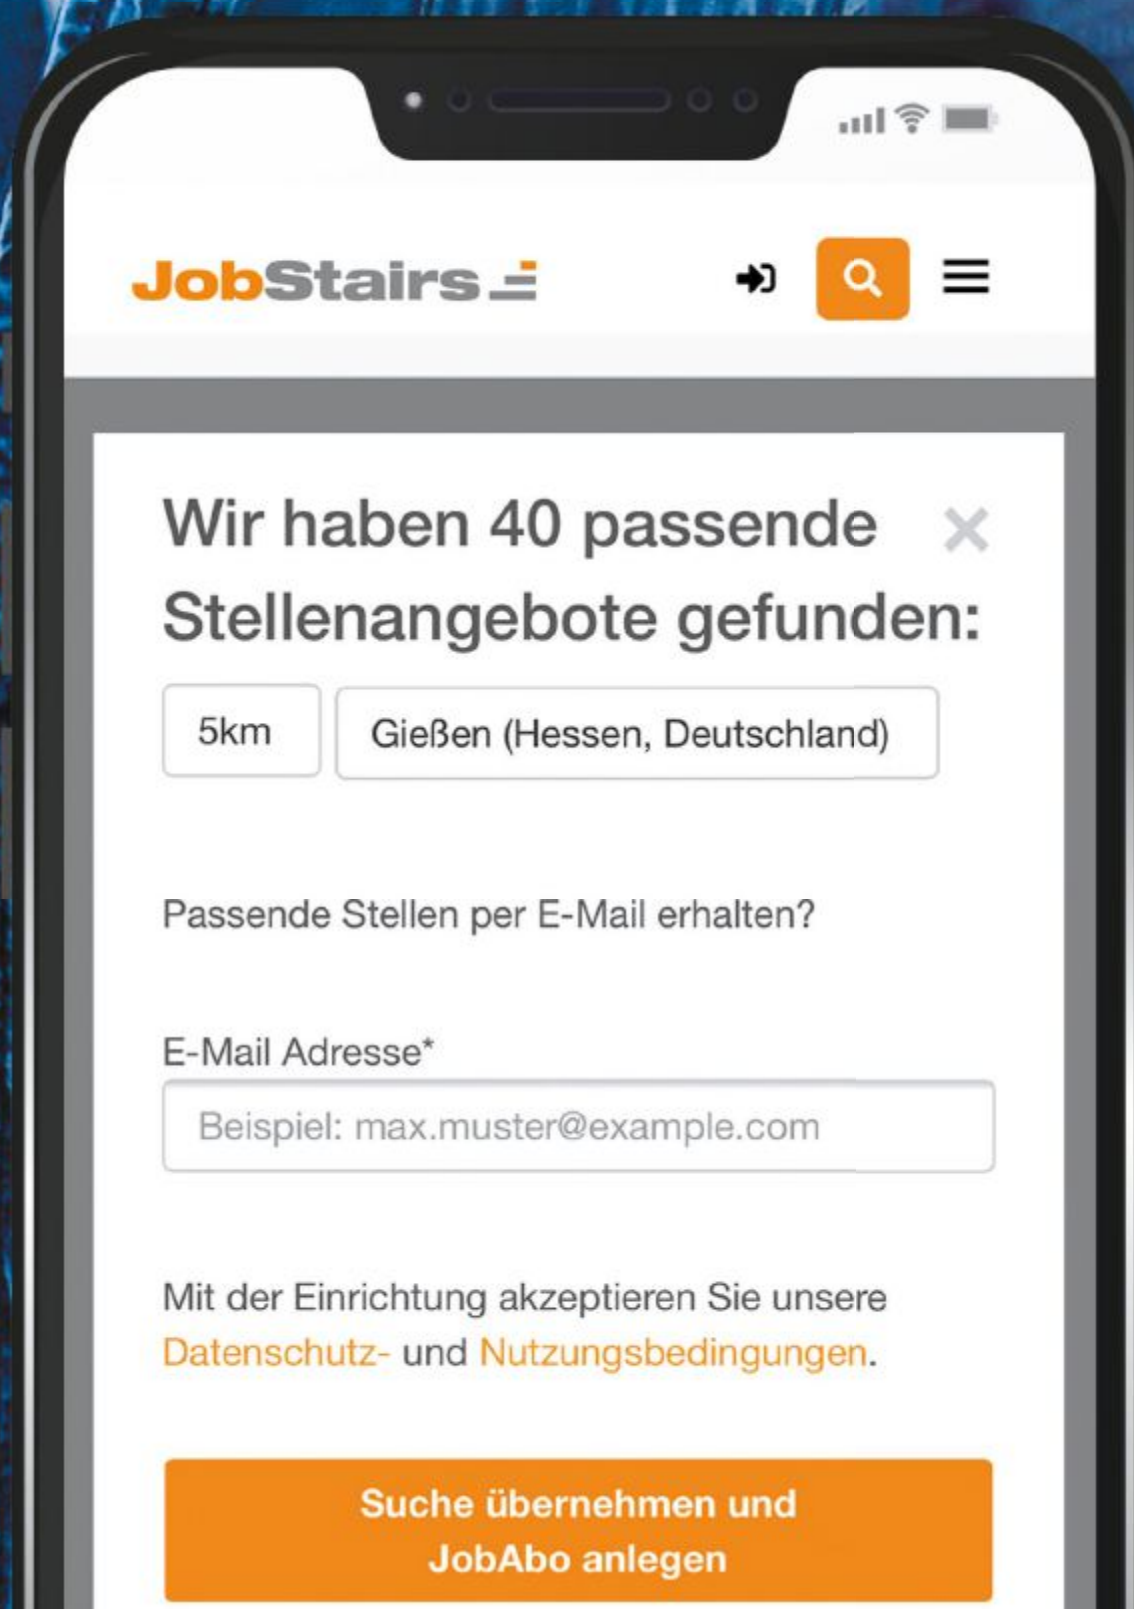 JobStairs
Wir haben 40 passende
Stellenangebote gefunden:
5km
Gießen (Hessen, Deutschland)
Passende Stellen per E-Mail erhalten?
E-Mail Adresse*
Beispiel: max.muster@example.com
Mit der Einrichtung akzeptieren Sie unsere
Datenschutz- und Nutzungsbedingungen.
Suche übernehmen und
JobAbo anlegen